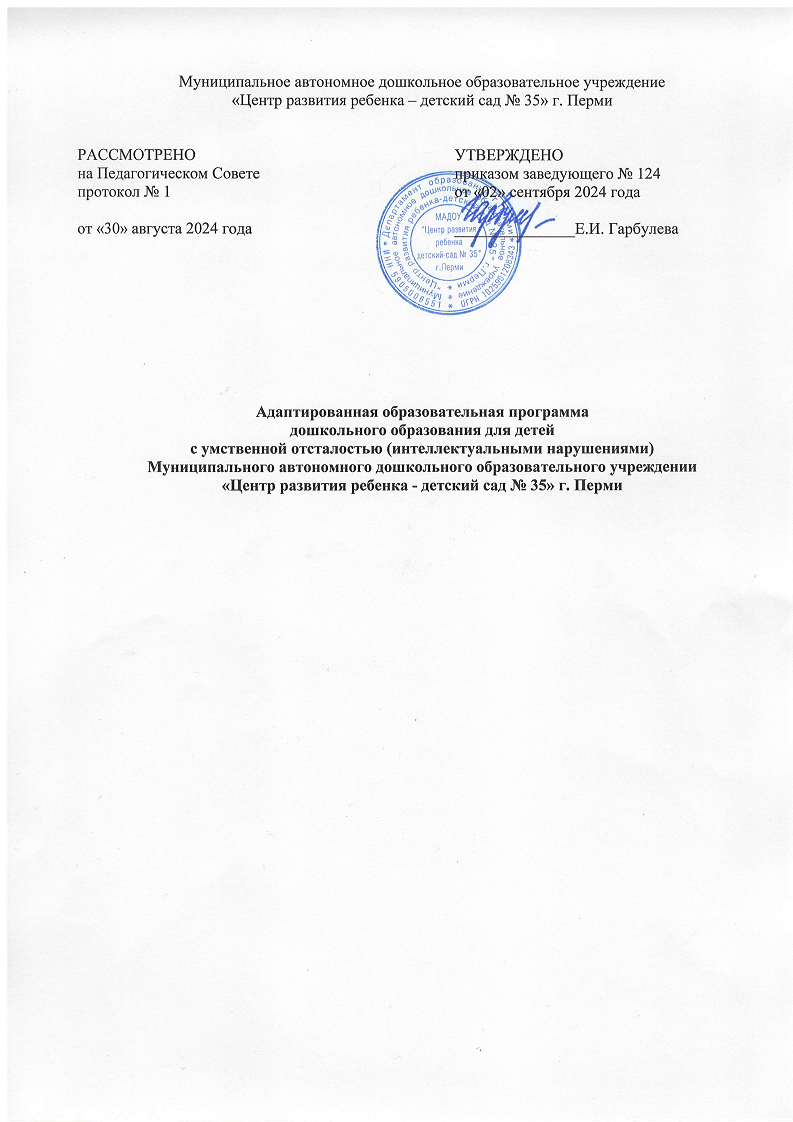 Муниципальное автономное дошкольное образовательное учреждение
«Центр развития ребенка – детский сад № 35» г. Перми
РАССМОТРЕНО
на Педагогическом Совете
протокол № 1
от «30» августа 2024 года
УТВЕРЖДЕНО
приказом заведующего № 124
от «02» сентября 2024 года
_______________Е.И. Гарбулева
МАДОУ
"Центр развития
ребенка
детский-сад № 35"
г.Перми
Адаптированная образовательная программа
дошкольного образования для детей
с умственной отсталостью (интеллектуальными нарушениями)
Муниципального автономного дошкольного образовательного учреждении
«Центр развития ребенка - детский сад № 35» г. Перми